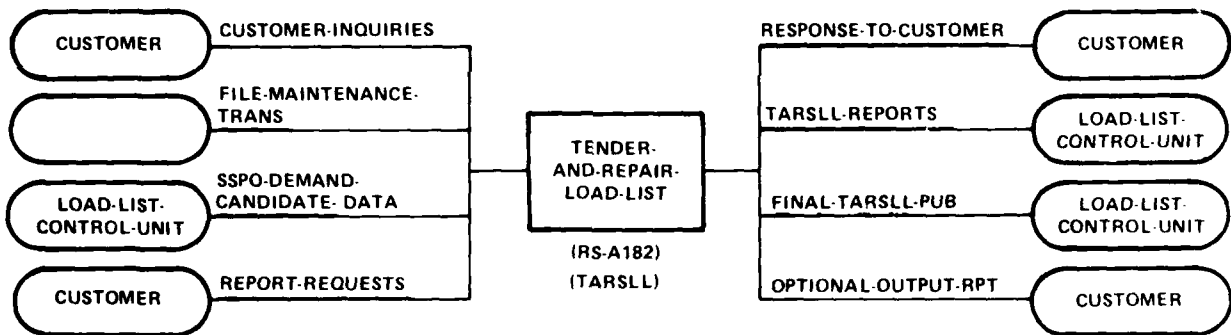 CUSTOMER
CUSTOMER-INQUIRIES
FILE-MAINTENANCE-
TRANS
LOAD-LIST-
CONTROL-UNIT
SSPO-DEMAND-
CANDIDATE-DATA
CUSTOMER
REPORT-REQUESTS
TENDER-
AND-REPAIR-
LOAD-LIST
(RS-A182)
(TARSLL)
RESPONSE-TO-CUSTOMER
CUSTOMER
TARSLL-REPORTS
LOAD-LIST-
CONTROL-UNIT
FINAL-TARSLL-PUB
LOAD-LIST-
CONTROL-UNIT
OPTIONAL-OUTPUT-RPT
CUSTOMER